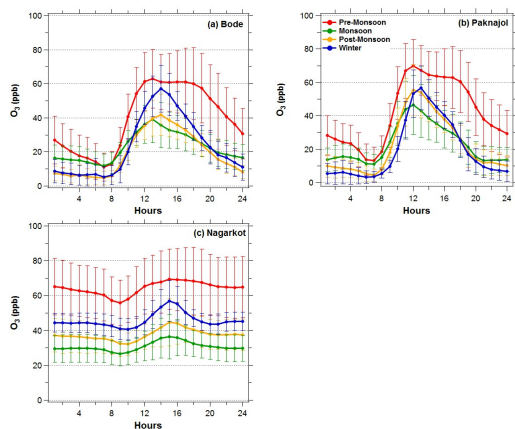 (a) Bode
O3 (ppb)
100
80
60
40
20
0
4 8 12 16 20 24
Hours
(b) Paknajol
Pre-Monsoon
Monsoon
Post-Monsoon
Winter
O3 (ppb)
100
80
60
40
20
0
4 8 12 16 20 24
Hours
(c) Nagarkot
O3 (ppb)
100
80
60
40
20
0
4 8 12 16 20 24
Hours